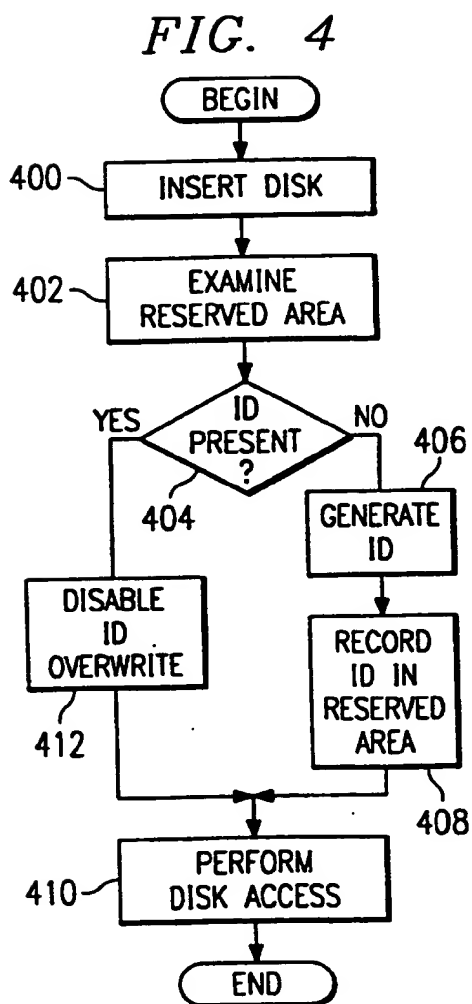 FIG. 4
BEGIN
400
INSERT DISK
402
EXAMINE
RESERVED AREA
YES
ID
PRESENT
?
NO
404
406
GENERATE
ID
DISABLE
ID
OVERWRITE
412
RECORD
ID IN
RESERVED
AREA
408
410
PERFORM
DISK ACCESS
END